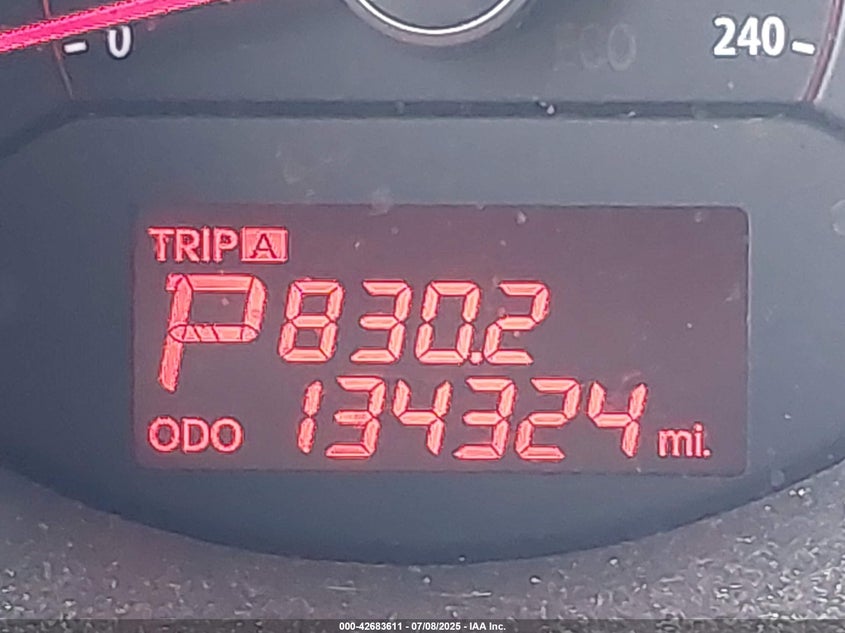 0
ECO
240
TRIP A
P 830.2
ODO 134324 mi.
000-42683611 - 07/08/2025 - IAA Inc.